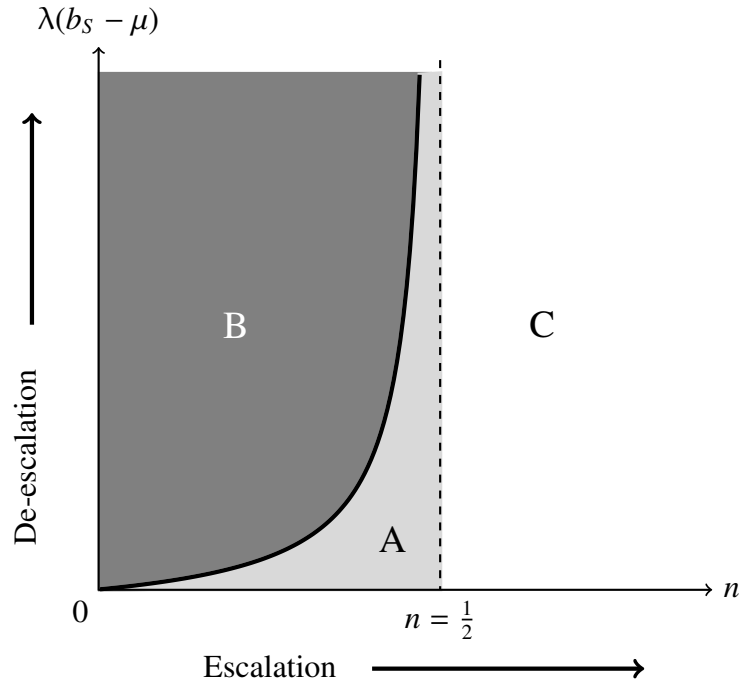 λ(b_S − μ)
De-escalation
B
C
A
0
n = 1/2
n
Escalation